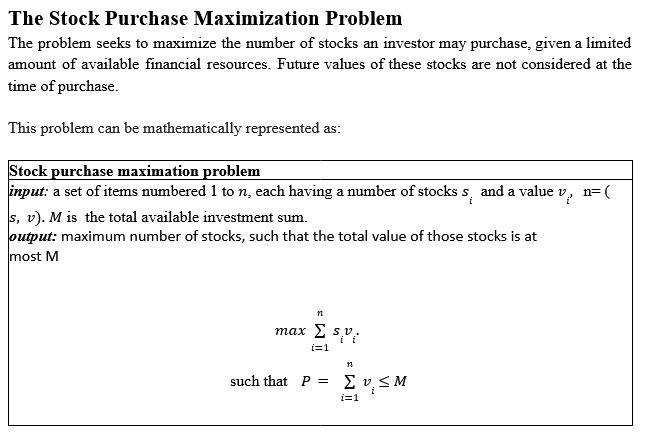 The Stock Purchase Maximization Problem
The problem seeks to maximize the number of stocks an investor may purchase, given a limited
amount of available financial resources. Future values of these stocks are not considered at the
time of purchase.
This problem can be mathematically represented as:
Stock purchase maximation problem
input: a set of items numbered 1 to n, each having a number of stocks s_i and a value v_i, n= (
s, v). M is the total available investment sum.
output: maximum number of stocks, such that the total value of those stocks is at
most M
max ∑_{i=1}^{n} s_i v_i.
such that P = ∑_{i=1}^{n} v_i ≤ M